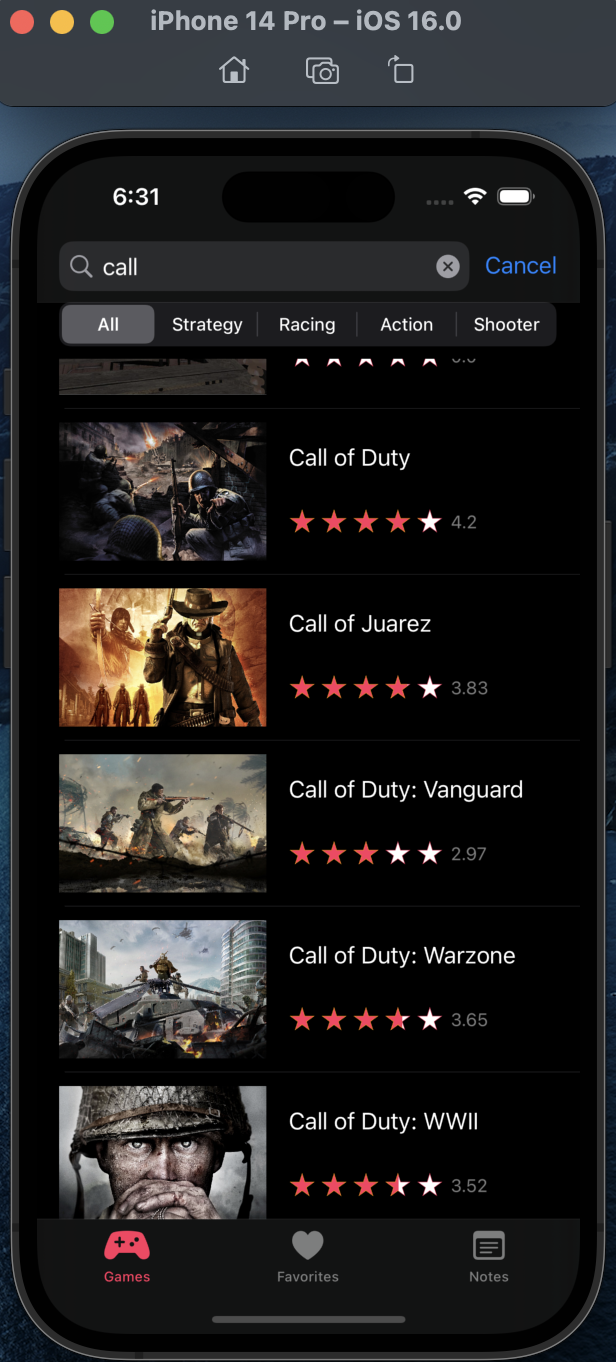 iPhone 14 Pro – iOS 16.0
6:31
call
Cancel
All Strategy Racing Action Shooter
Call of Duty
4.2
Call of Juarez
3.83
Call of Duty: Vanguard
2.97
Call of Duty: Warzone
3.65
Call of Duty: WWII
3.52
Games Favorites Notes